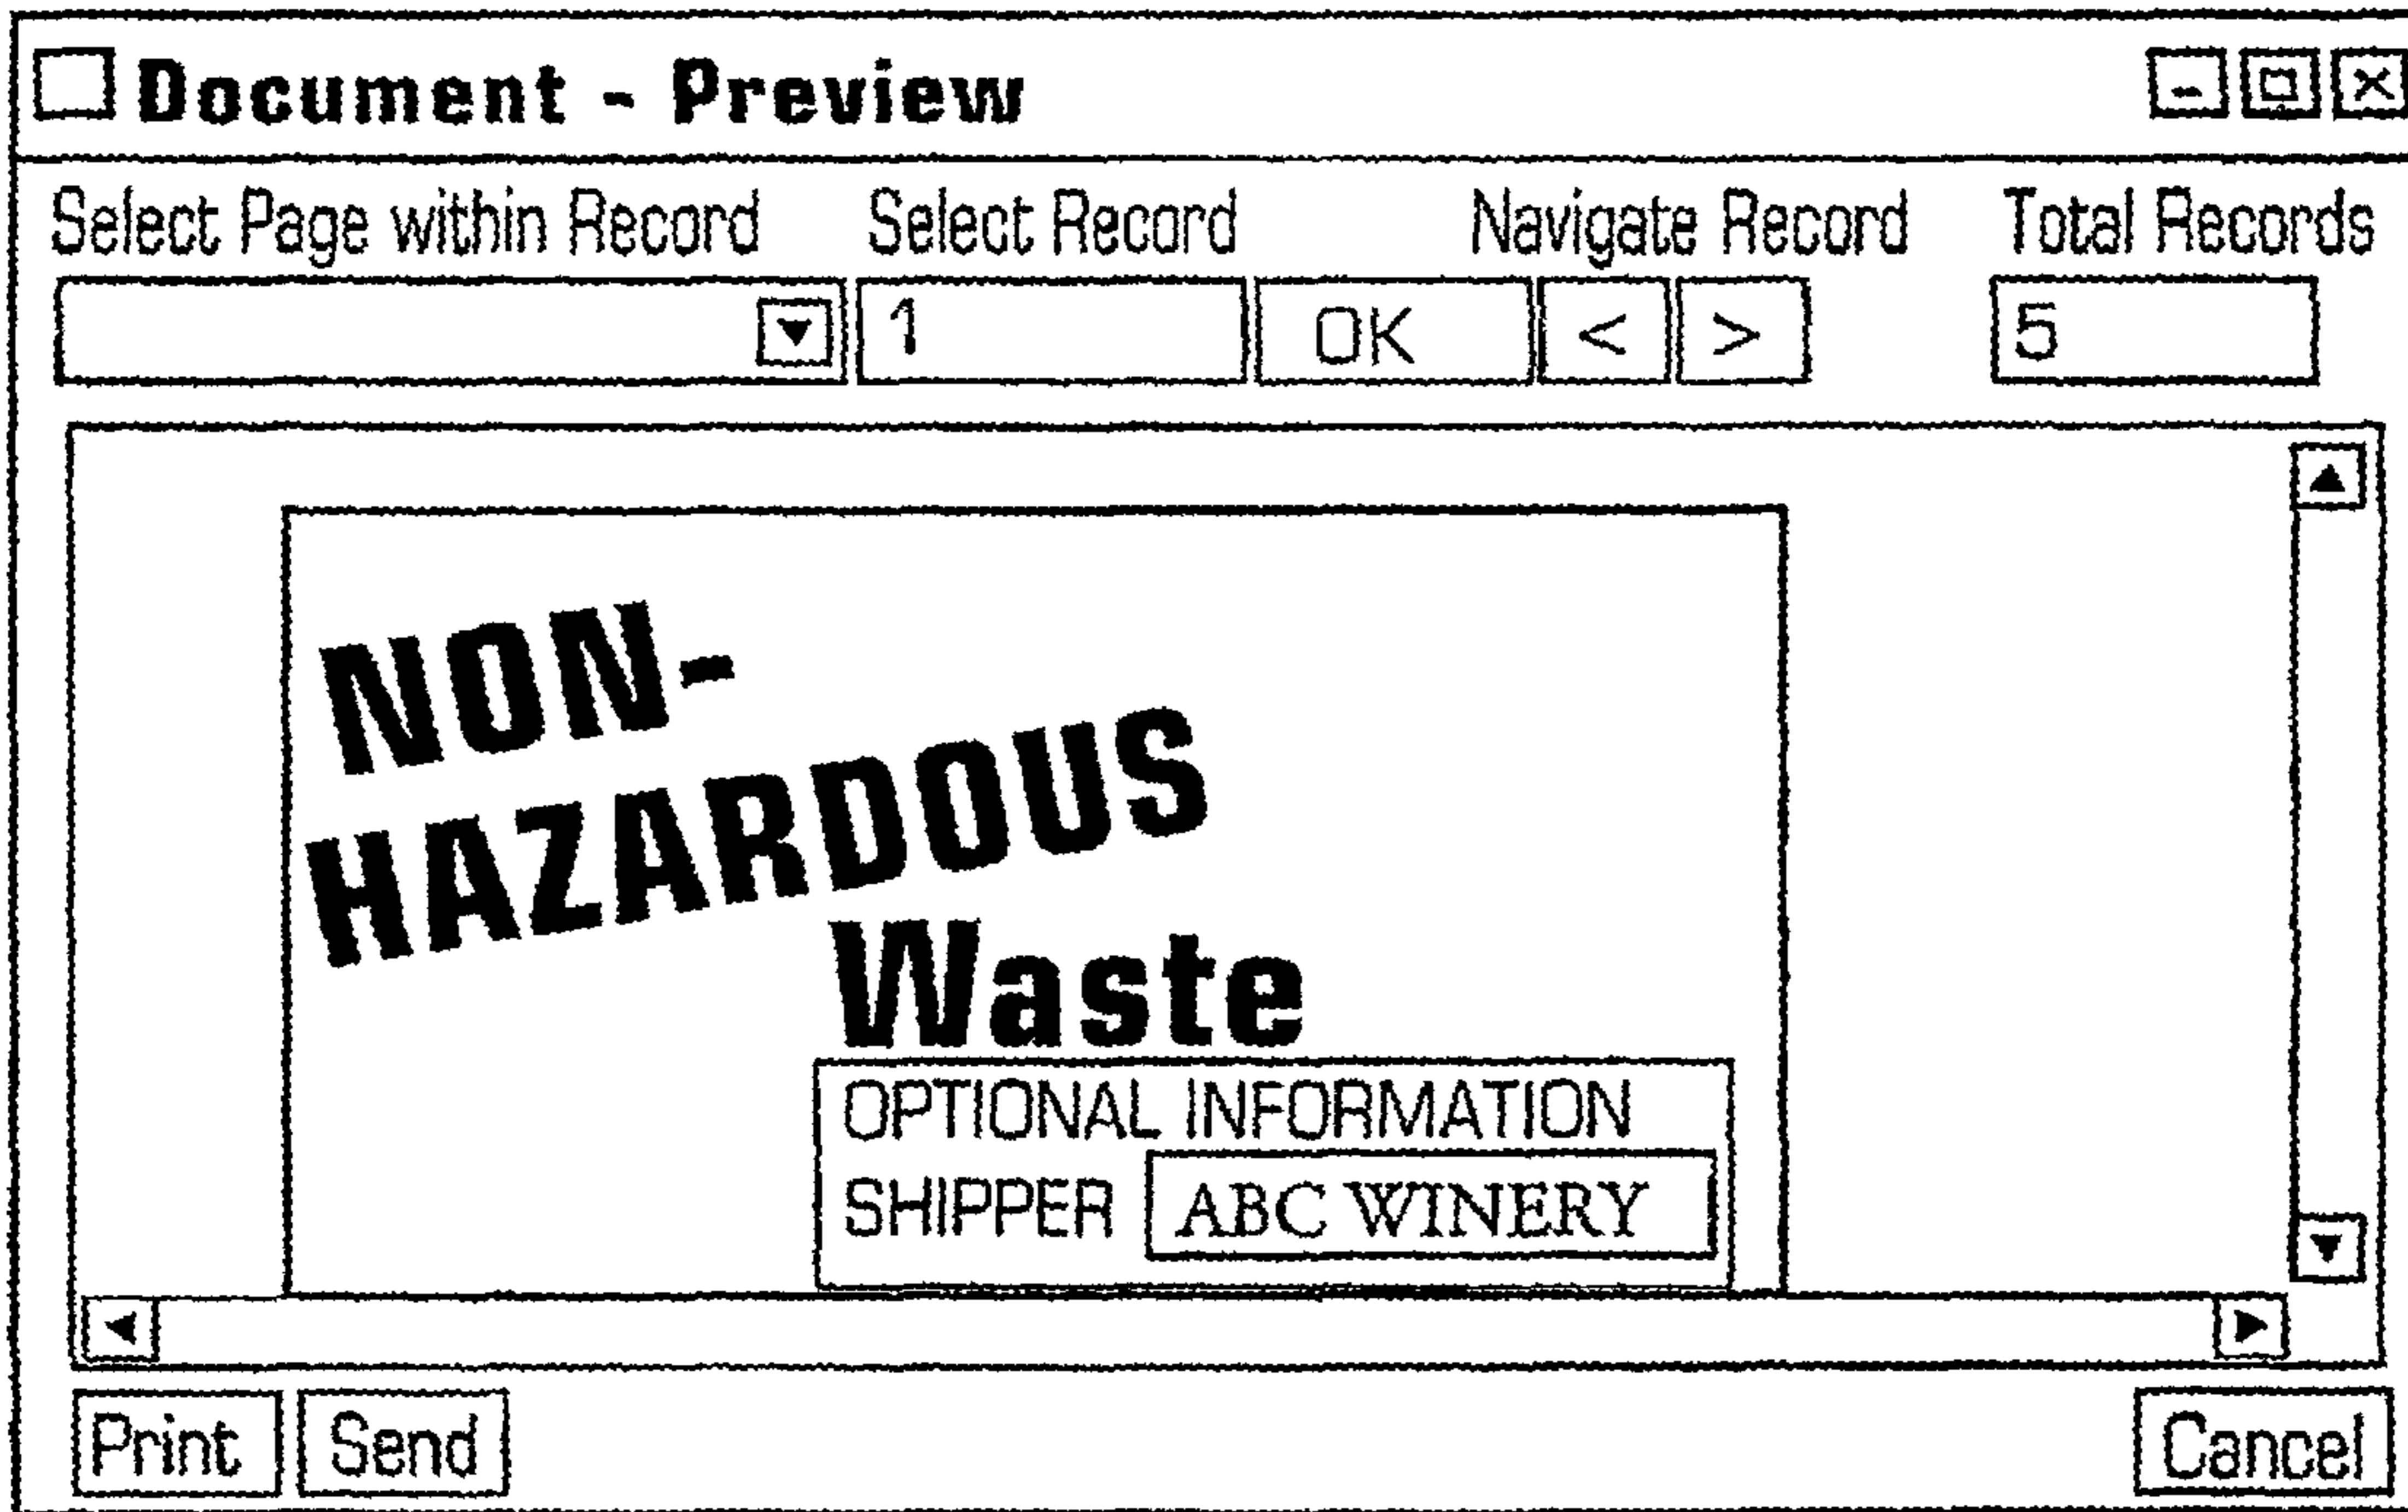 Document - Preview
Select Page within Record Select Record Navigate Record Total Records
1 OK < > 5
NON-
HAZARDOUS
Waste
OPTIONAL INFORMATION
SHIPPER ABC WINERY
Print Send Cancel